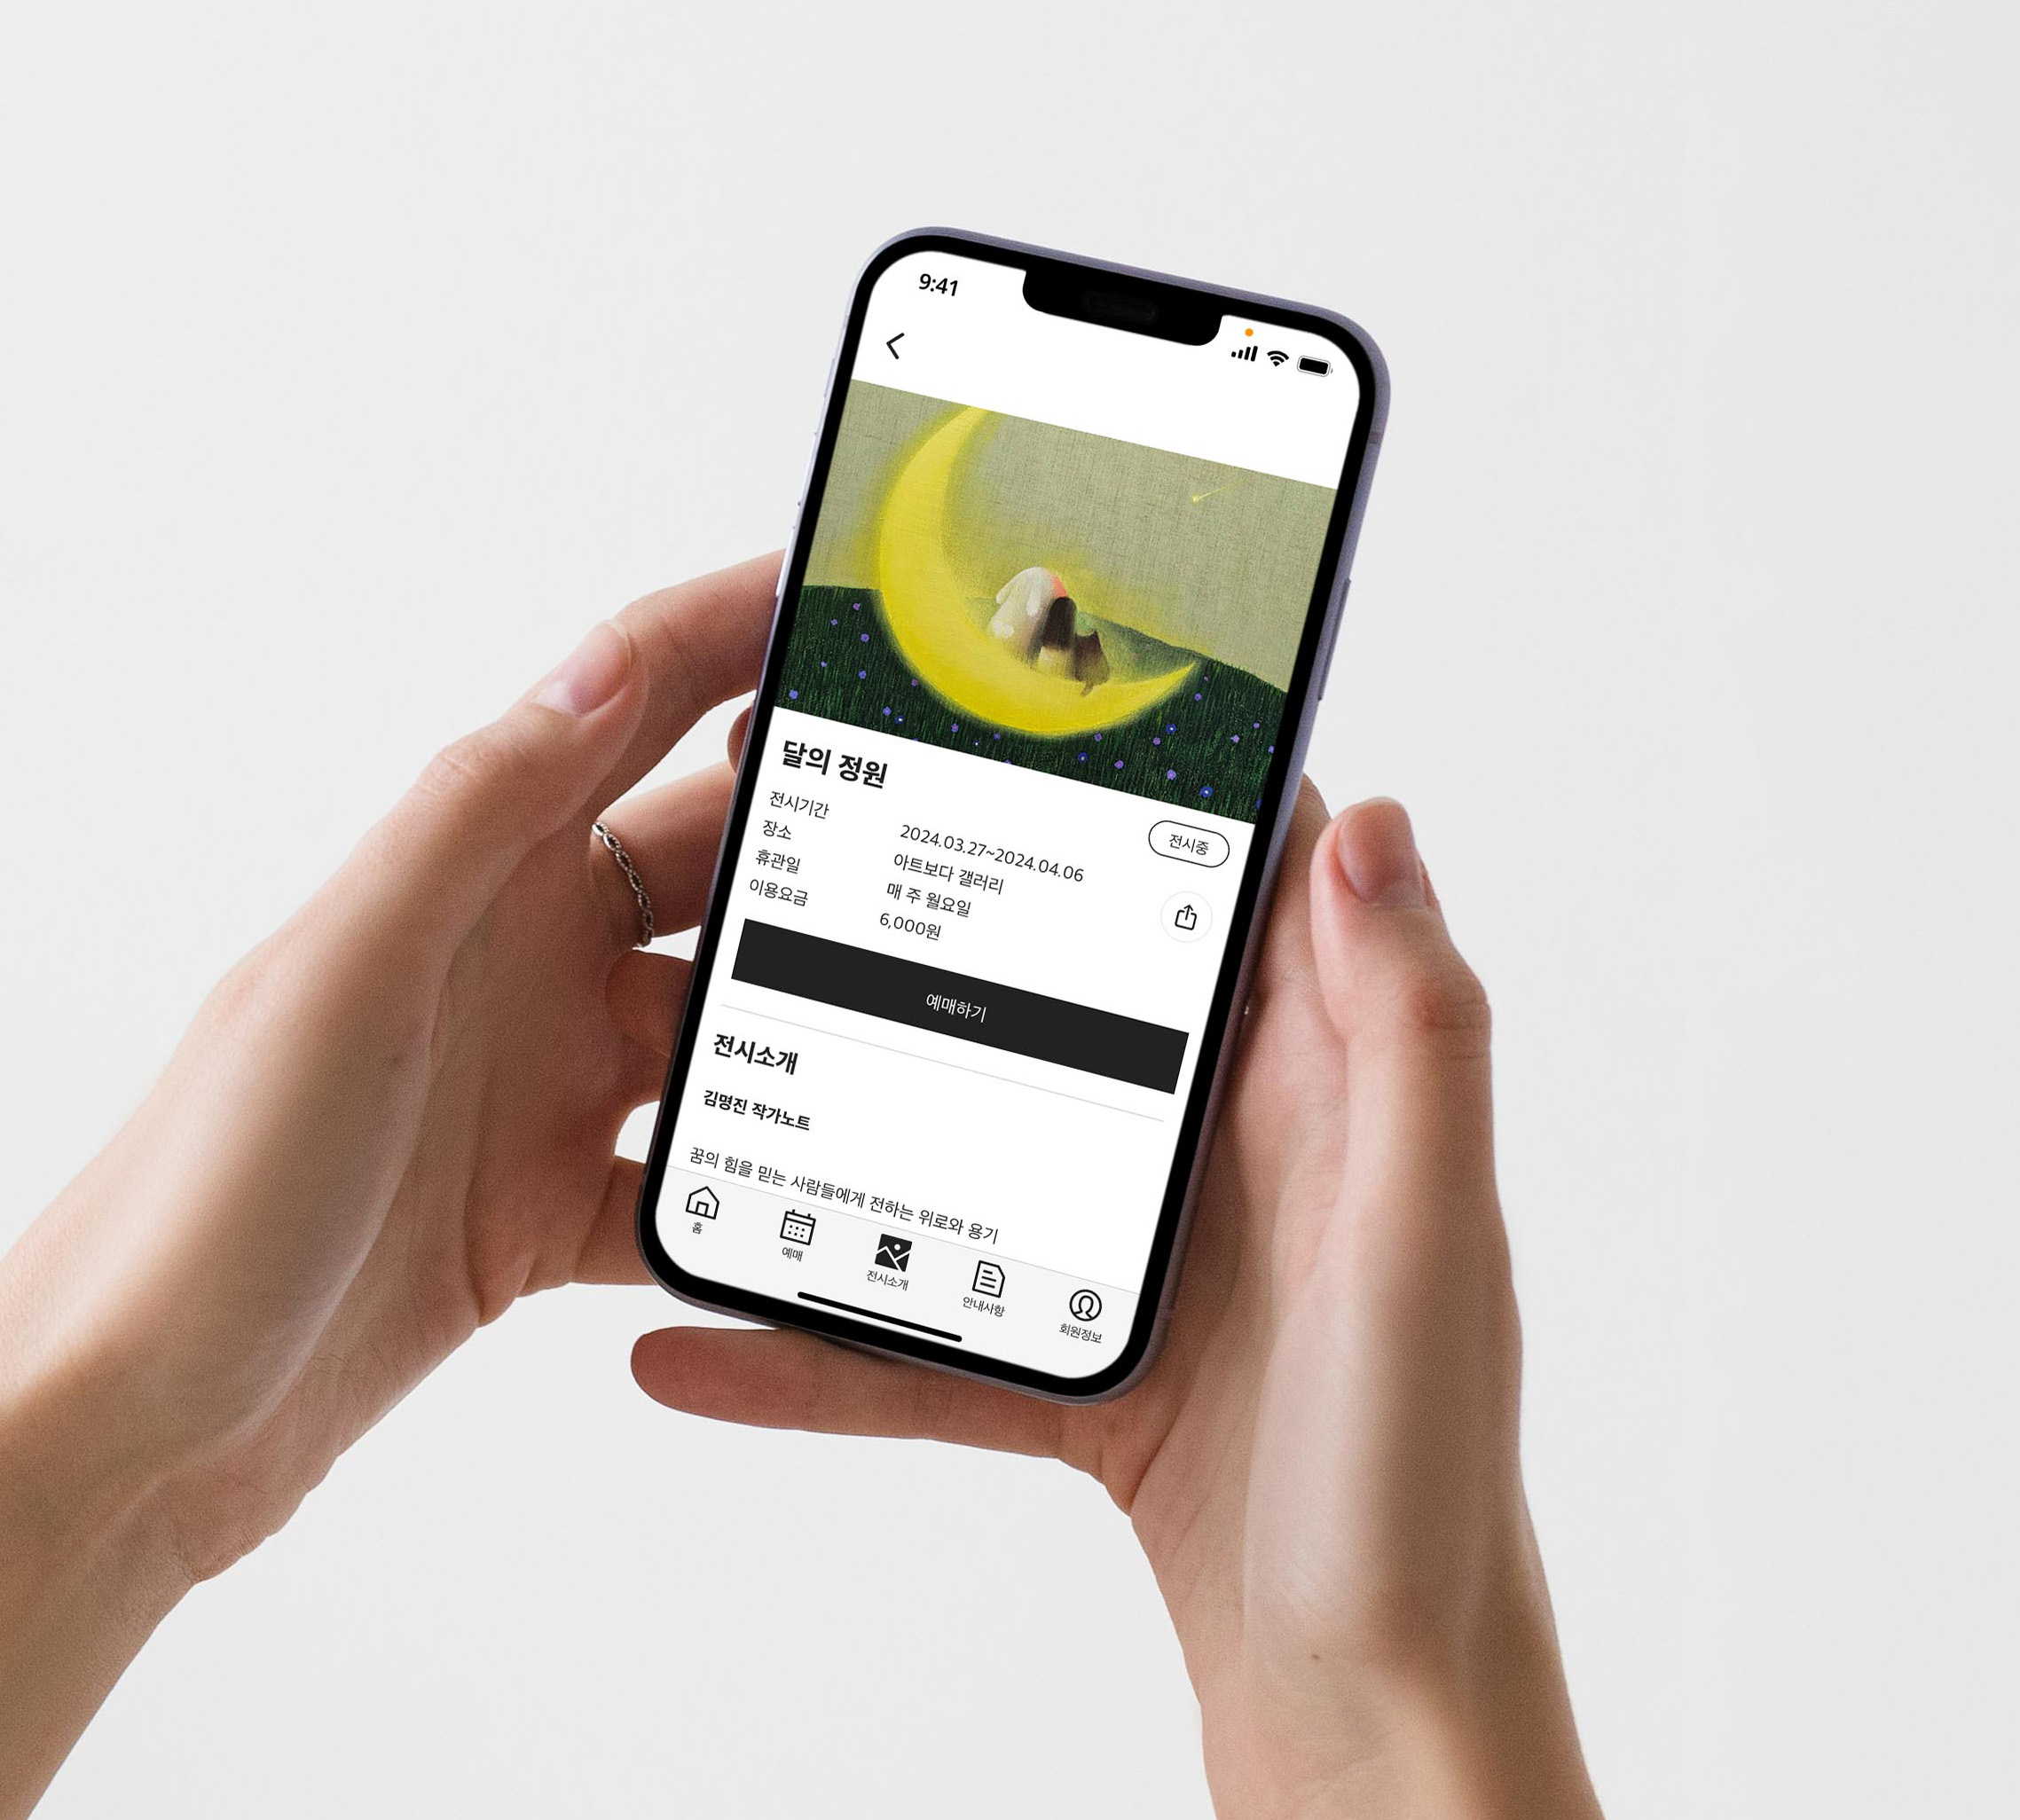 9:41
달의 정원
전시중
전시기간 2024.03.27~2024.04.06
장소 아트보다 갤러리
휴관일 매 주 월요일
이용요금 6,000원
예매하기
전시소개
김명진 작가노트
꿈의 힘을 믿는 사람들에게 전하는 위로와 용기
홈 예매 전시소개 안내사항 회원정보